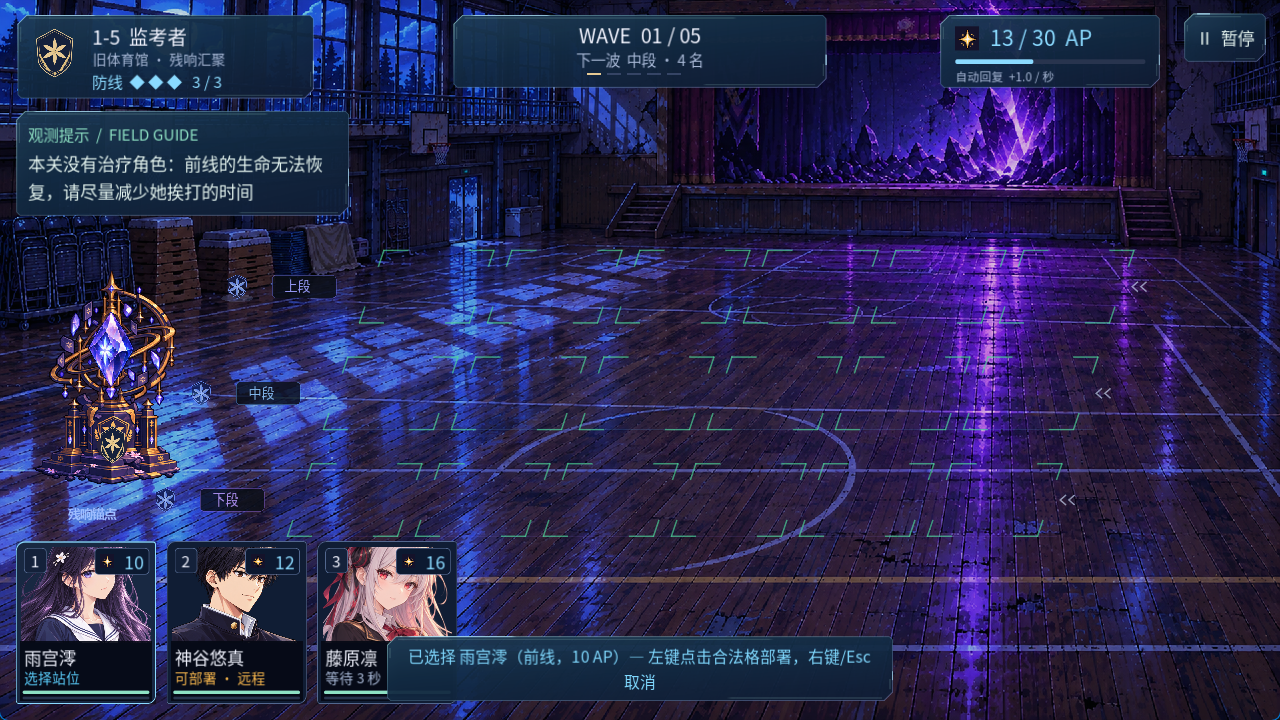 1-5 监考者
旧体育馆 · 残响汇聚
防线 3 / 3
WAVE 01 / 05
下一波 中段 · 4 名
13 / 30 AP
自动回复 +1.0 / 秒
暂停
观测提示 / FIELD GUIDE
本关没有治疗角色：前线的生命无法恢
复，请尽量减少她挨打的时间
上段
中段
下段
残响锚点
1 10
雨宫澪
选择站位
2 12
神谷悠真
可部署 · 远程
3 16
藤原凛
等待 3 秒
已选择 雨宫澪（前线，10 AP）— 左键点击合法格部署，右键/Esc
取消